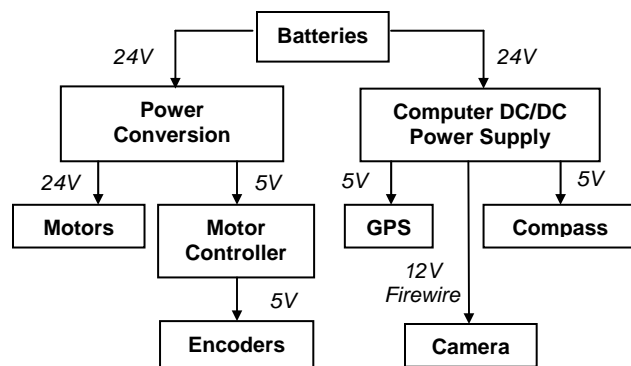 Batteries
24V
24V
Power
Conversion
Computer DC/DC
Power Supply
24V
5V
5V
5V
Motors
Motor
Controller
GPS
Compass
12V
Firewire
5V
Encoders
Camera